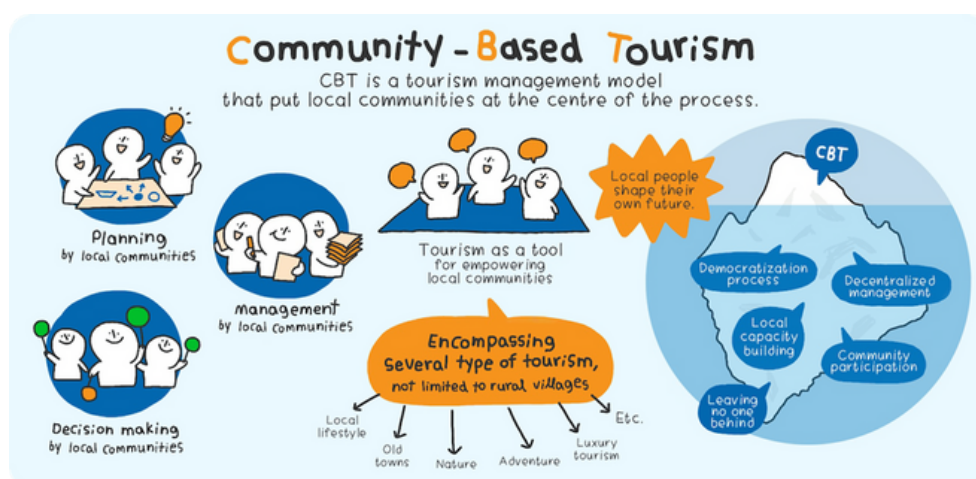 Community - Based Tourism
CBT is a tourism management model
that put local communities at the centre of the process.
Planning
by local communities
management
by local communities
Decision making
by local communities
Tourism as a tool
for empowering
local communities
Encompassing
several type of tourism,
not limited to rural villages
Local
lifestyle
Old
towns
Nature
Adventure
Luxury
tourism
Etc.
Local people
shape their
own future.
CBT
Democratization
process
Decentralized
management
Local
capacity
building
Community
participation
Leaving
no one
behind